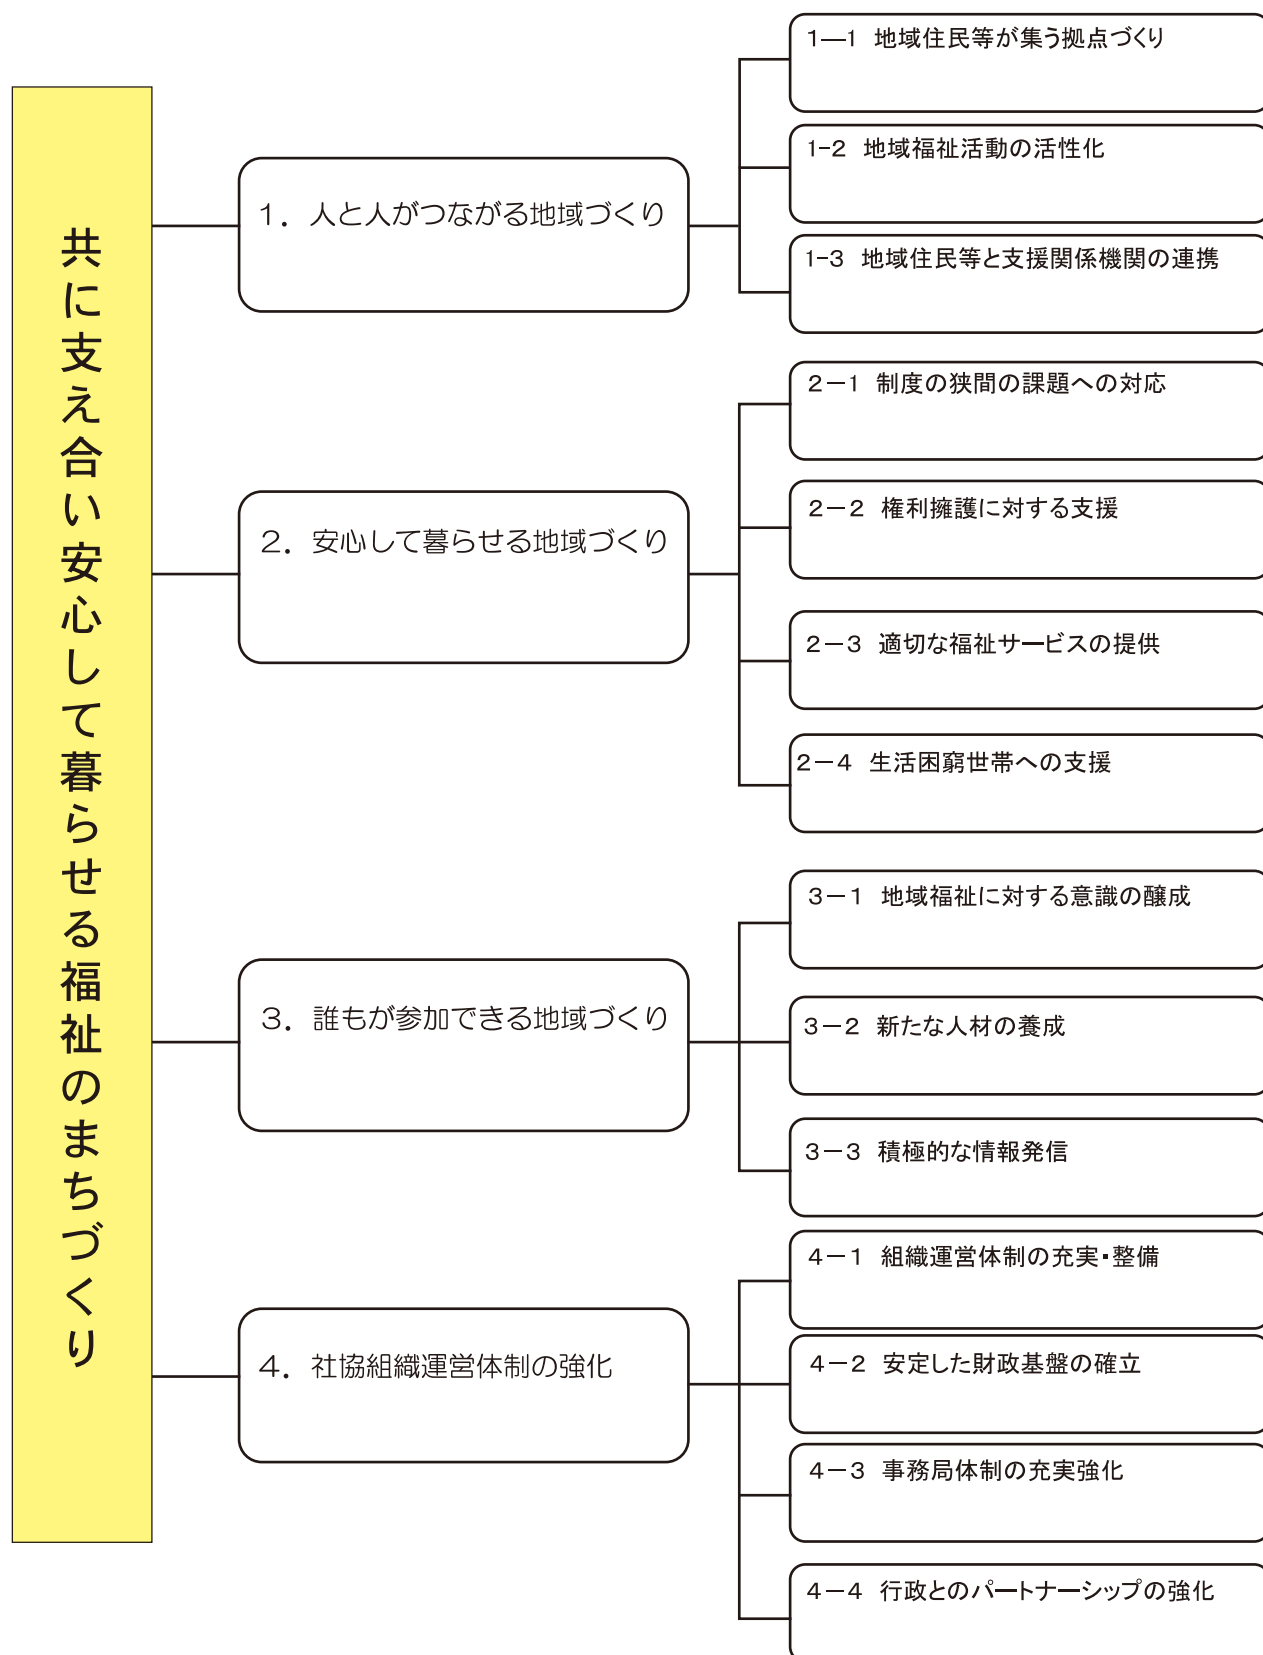 共に支え合い安心して暮らせる福祉のまちづくり
1．人と人がつながる地域づくり
1―1 地域住民等が集う拠点づくり
1-2 地域福祉活動の活性化
1-3 地域住民等と支援関係機関の連携
2．安心して暮らせる地域づくり
2－1 制度の狭間の課題への対応
2－2 権利擁護に対する支援
2－3 適切な福祉サービスの提供
2－4 生活困窮世帯への支援
3．誰もが参加できる地域づくり
3－1 地域福祉に対する意識の醸成
3－2 新たな人材の養成
3－3 積極的な情報発信
4．社協組織運営体制の強化
4－1 組織運営体制の充実・整備
4－2 安定した財政基盤の確立
4－3 事務局体制の充実強化
4－4 行政とのパートナーシップの強化